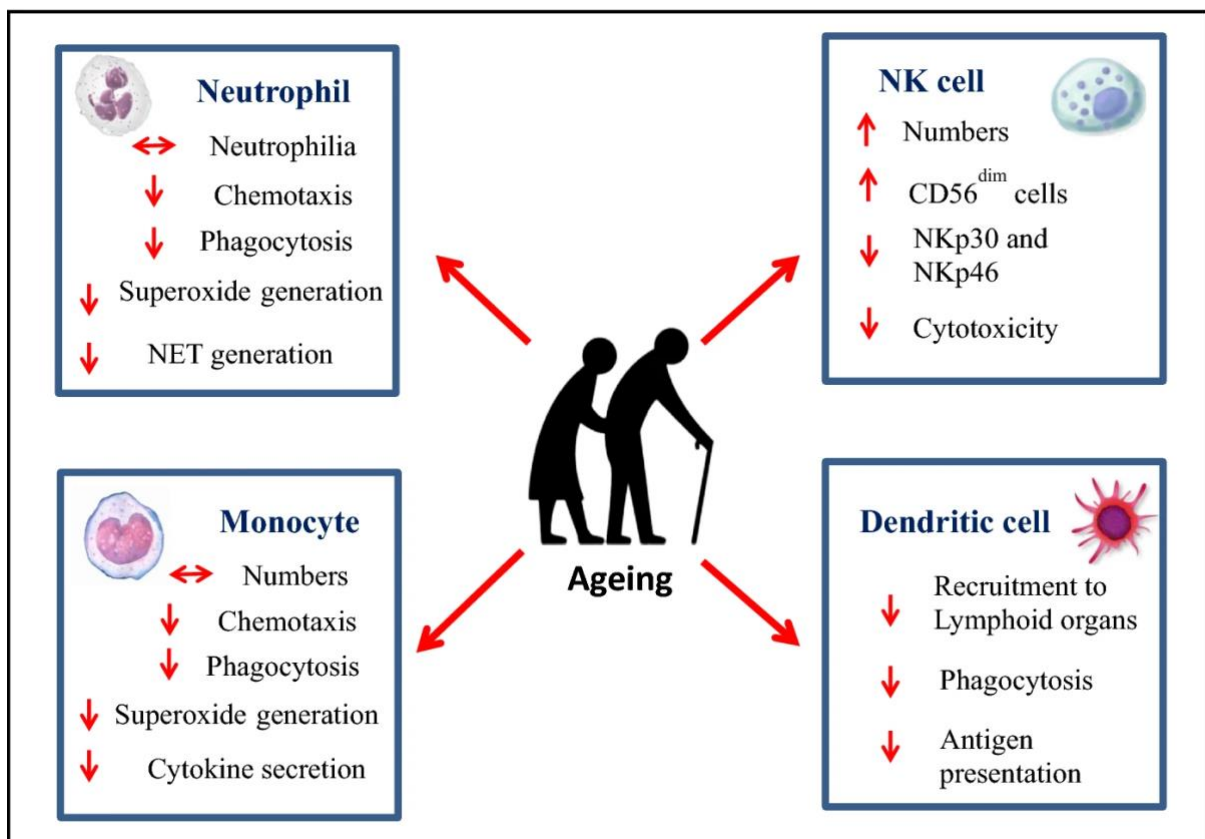 Neutrophil
Neutrophilia
Chemotaxis
Phagocytosis
Superoxide generation
NET generation
NK cell
Numbers
CD56dim cells
NKp30 and
NKp46
Cytotoxicity
Ageing
Monocyte
Numbers
Chemotaxis
Phagocytosis
Superoxide generation
Cytokine secretion
Dendritic cell
Recruitment to
Lymphoid organs
Phagocytosis
Antigen
presentation